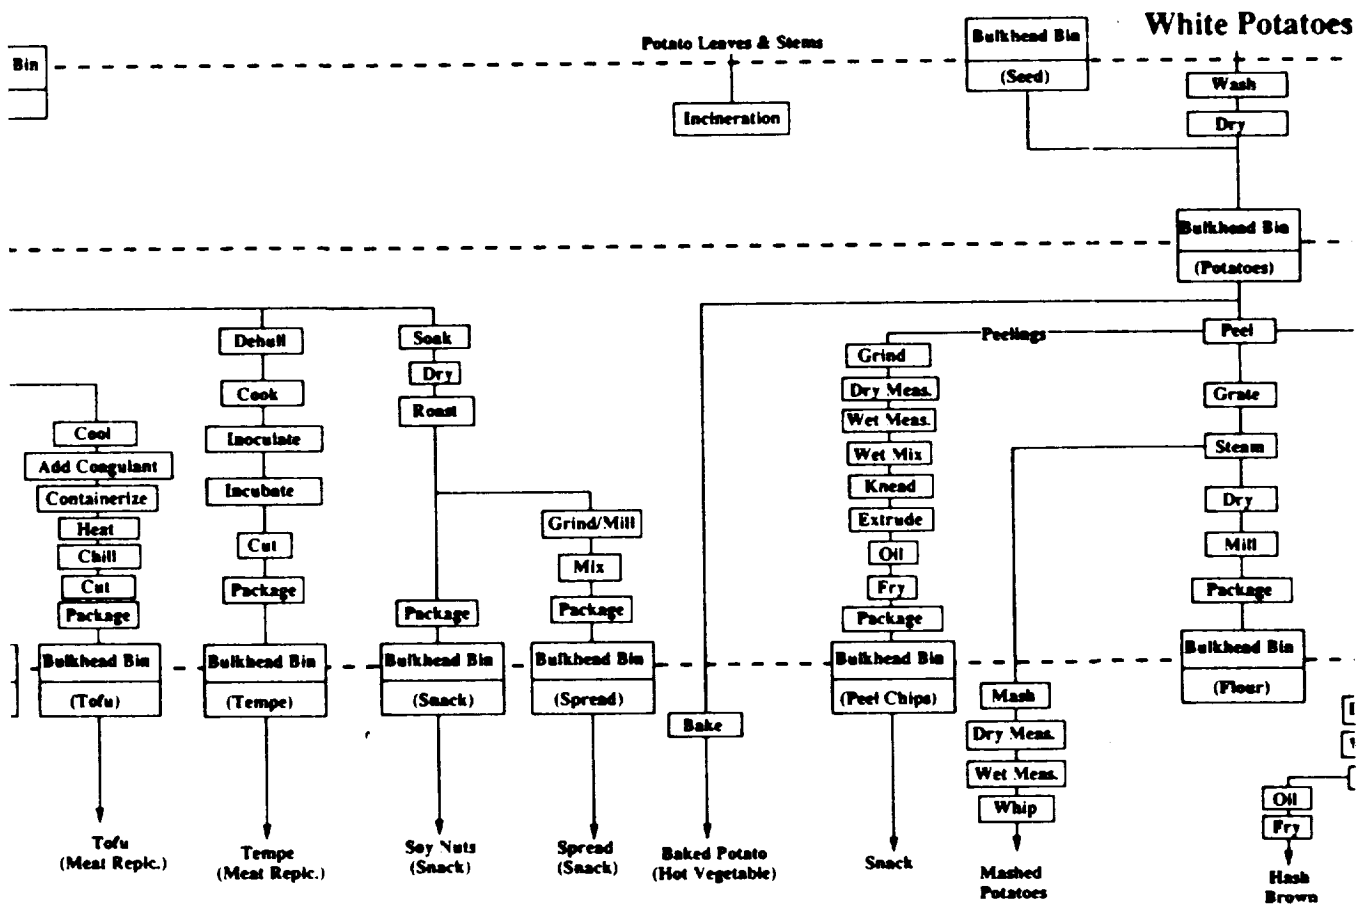 White Potatoes
Potato Leaves & Stems
Bulkhead Bin
(Seed)
Bin
Wash
Incineration
Dry
Bulkhead Bin
(Potatoes)
Dehull
Soak
Peelings
Peel
Grind
Dry
Cook
Dry Meas.
Grate
Roast
Wet Meas.
Cool
Inoculate
Steam
Wet Mix
Add Coagulant
Knead
Containerize
Incubate
Dry
Extrude
Heat
Grind/Mill
Chill
Cut
Oil
Mill
Mix
Cut
Package
Fry
Package
Package
Package
Package
Package
Package
Bulkhead Bin
(Tofu)
Bulkhead Bin
(Tempe)
Bulkhead Bin
(Snack)
Bulkhead Bin
(Spread)
Bulkhead Bin
(Peel Chips)
Bulkhead Bin
(Flour)
Mash
Bake
Dry Meas.
Wet Meas.
Whip
Oil
Fry
Tofu
(Meat Replc.)
Tempe
(Meat Replc.)
Soy Nuts
(Snack)
Spread
(Snack)
Baked Potato
(Hot Vegetable)
Snack
Mashed
Potatoes
Hash
Brown